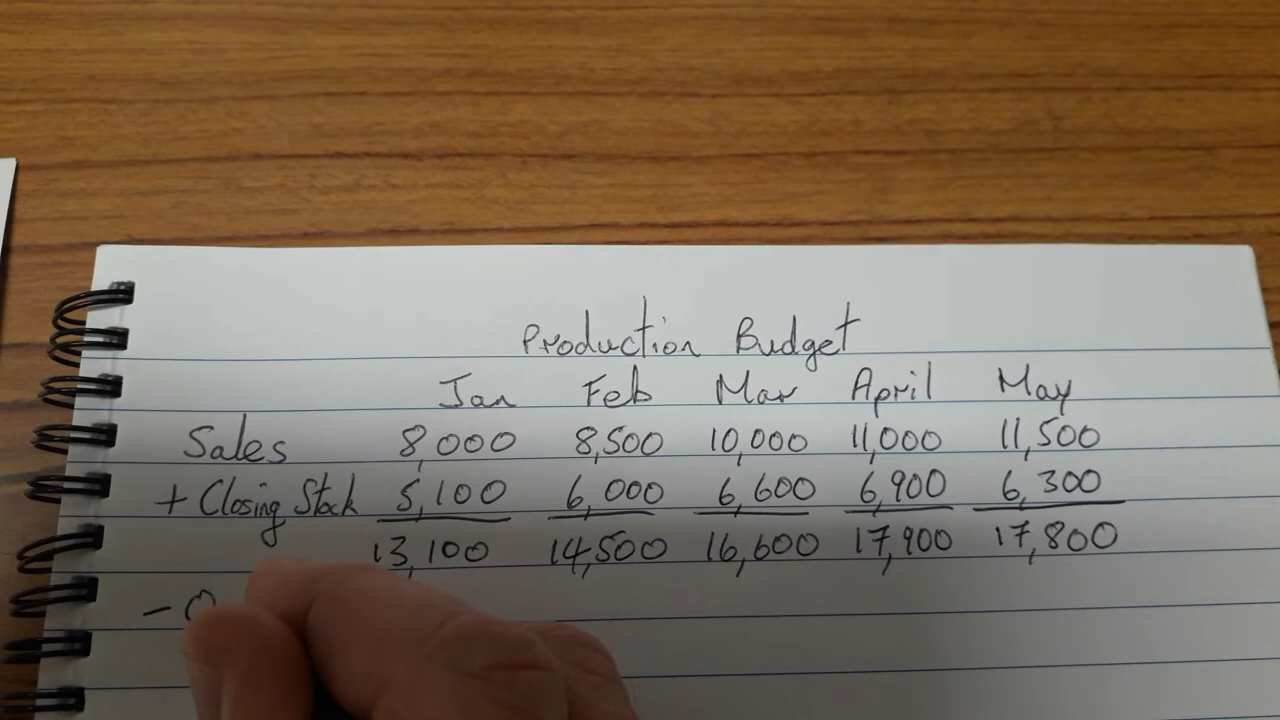 Production Budget
Jan Feb Mar April May
Sales 8,000 8,500 10,000 11,000 11,500
+ Closing Stock 5,100 6,000 6,600 6,900 6,300
13,100 14,500 16,600 17,900 17,800
- O